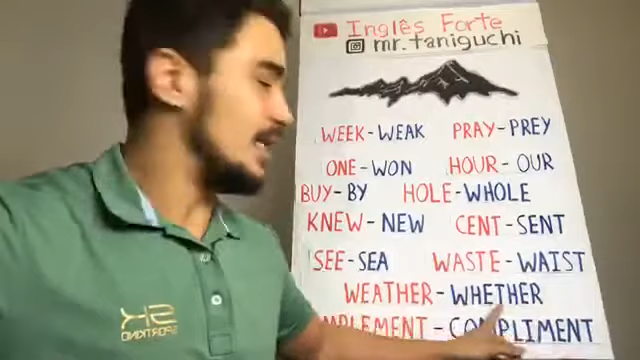 Inglês Forte
mr.taniguchi
WEEK-WEAK PRAY-PREY
ONE-WON HOUR-OUR
BUY-BY HOLE-WHOLE
KNEW-NEW CENT-SENT
SEE-SEA WASTE-WAIST
WEATHER-WHETHER
COMPLIMENT